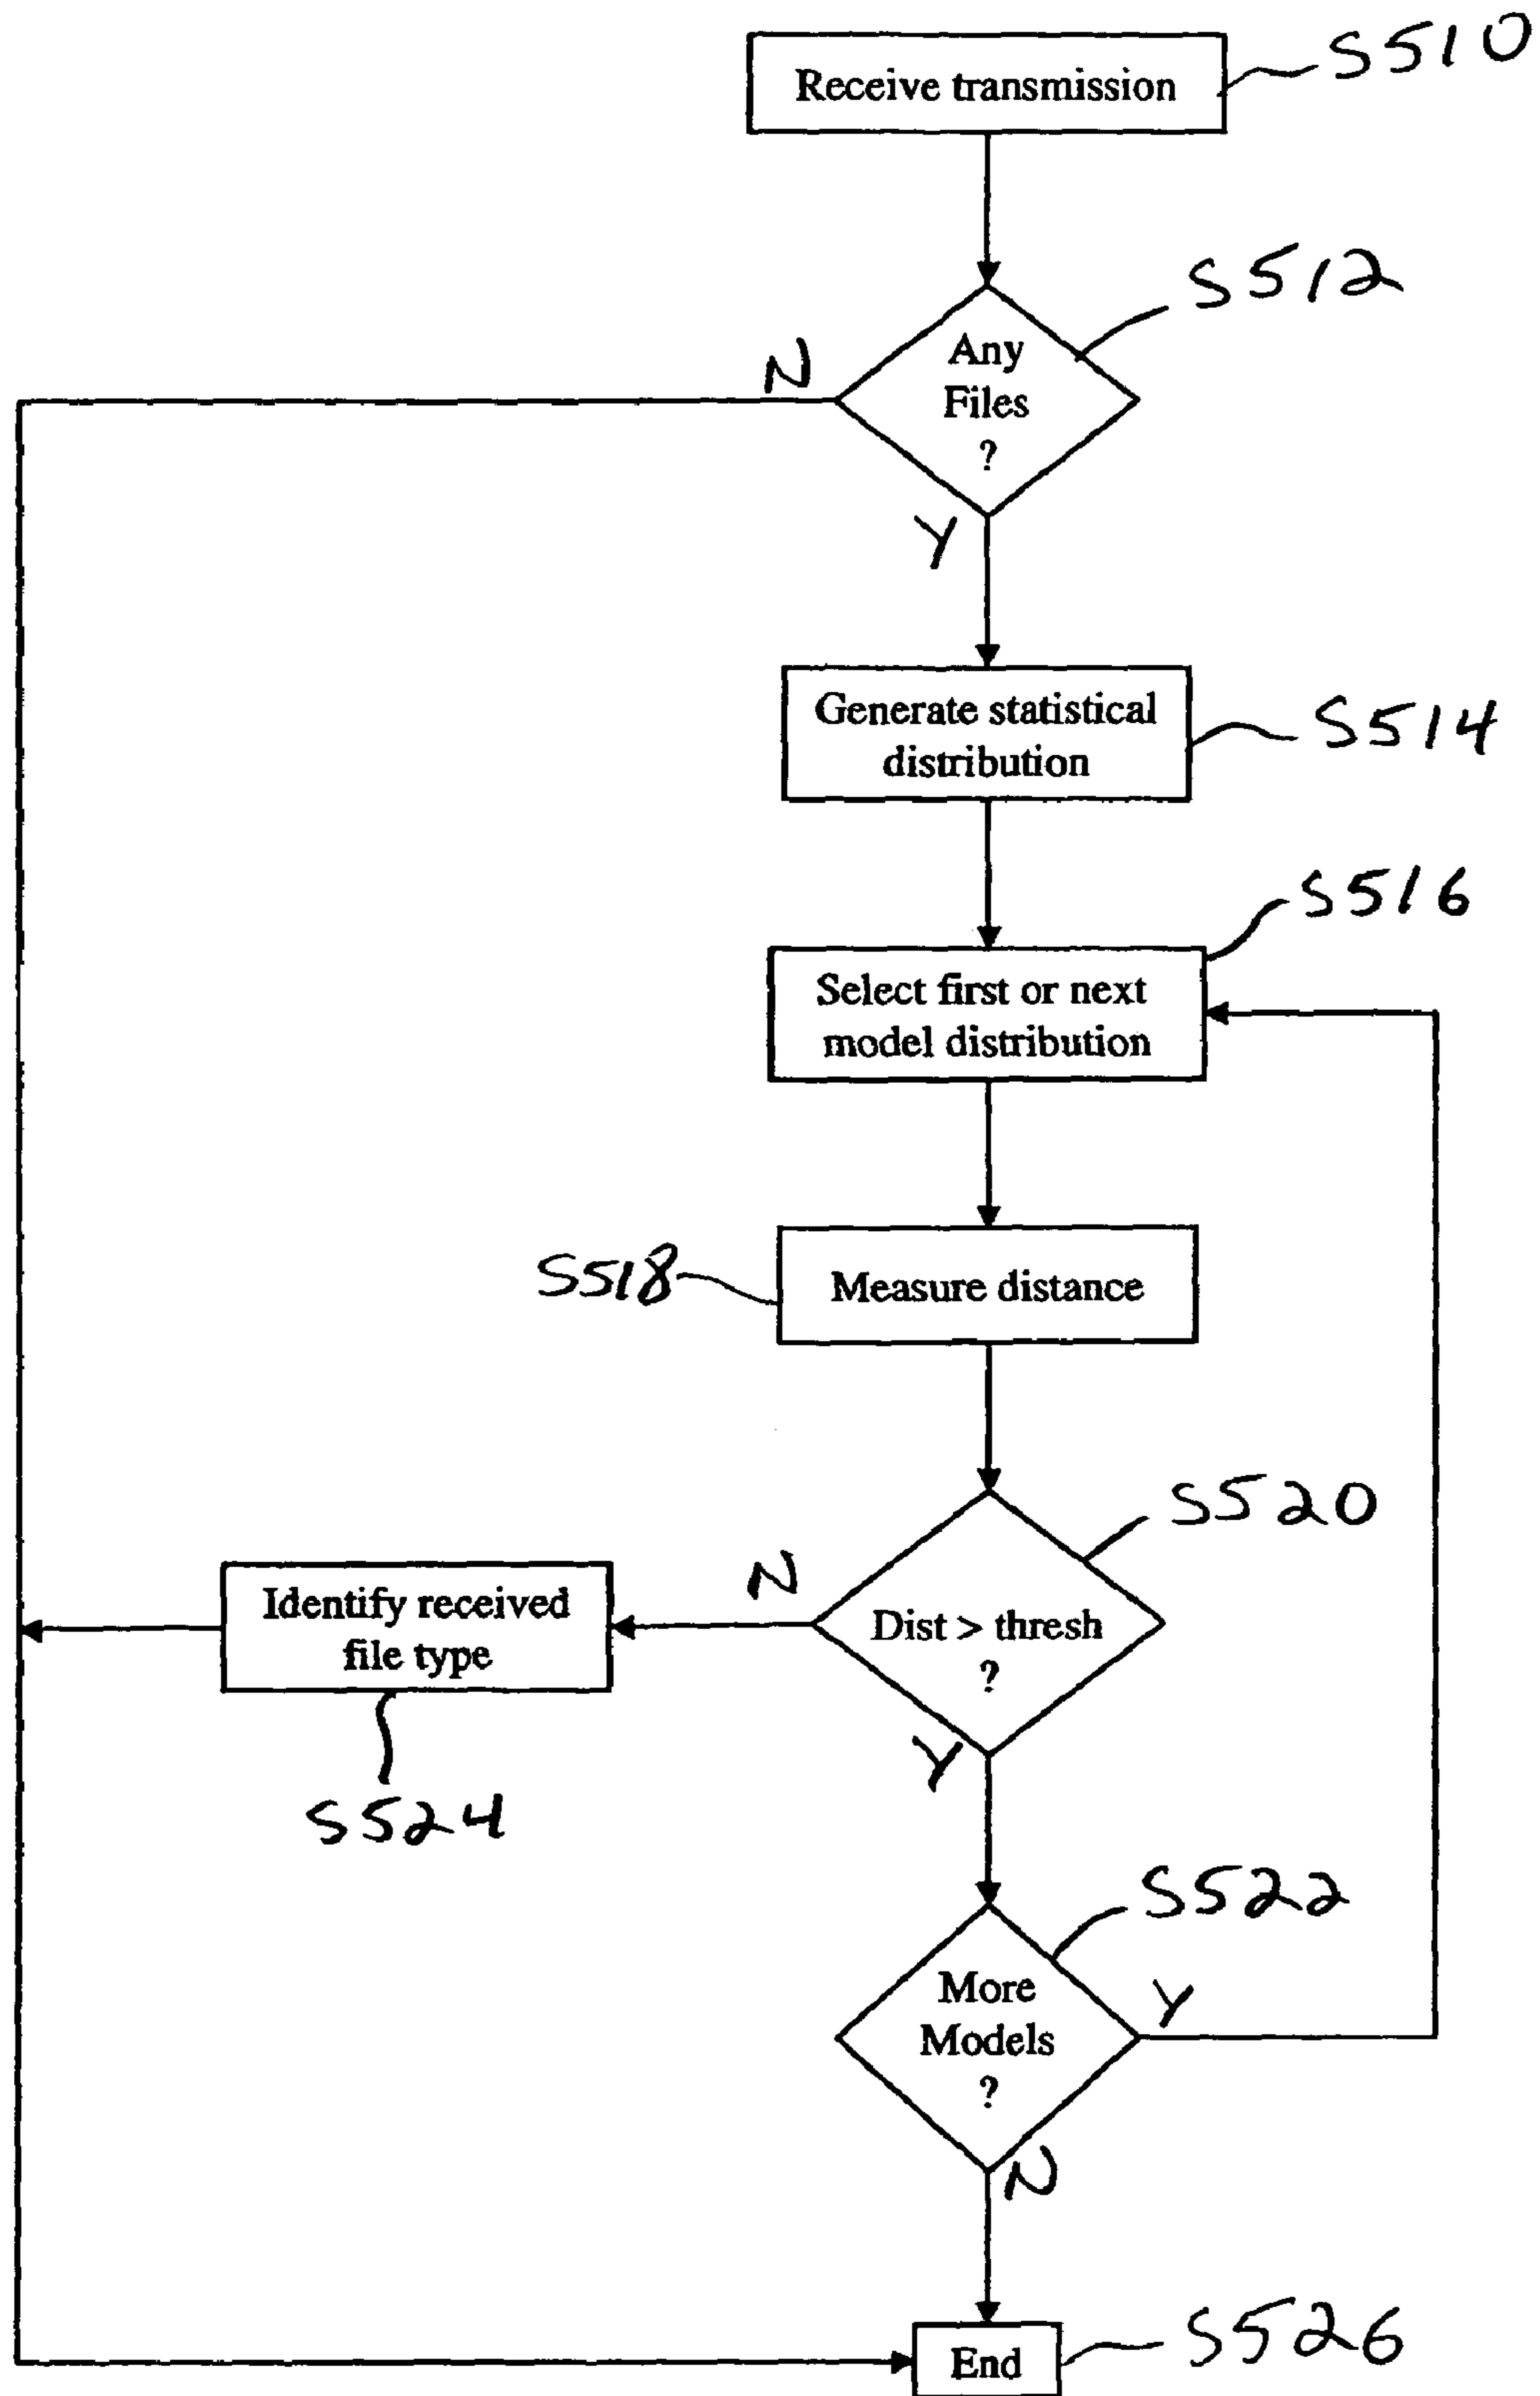 Receive transmission
S510
Any
Files
?
S512
N
Y
Generate statistical
distribution
S514
Select first or next
model distribution
S516
Measure distance
S518
Dist > thresh
?
S520
N
Y
Identify received
file type
S524
More
Models
?
S522
Y
N
End
S526